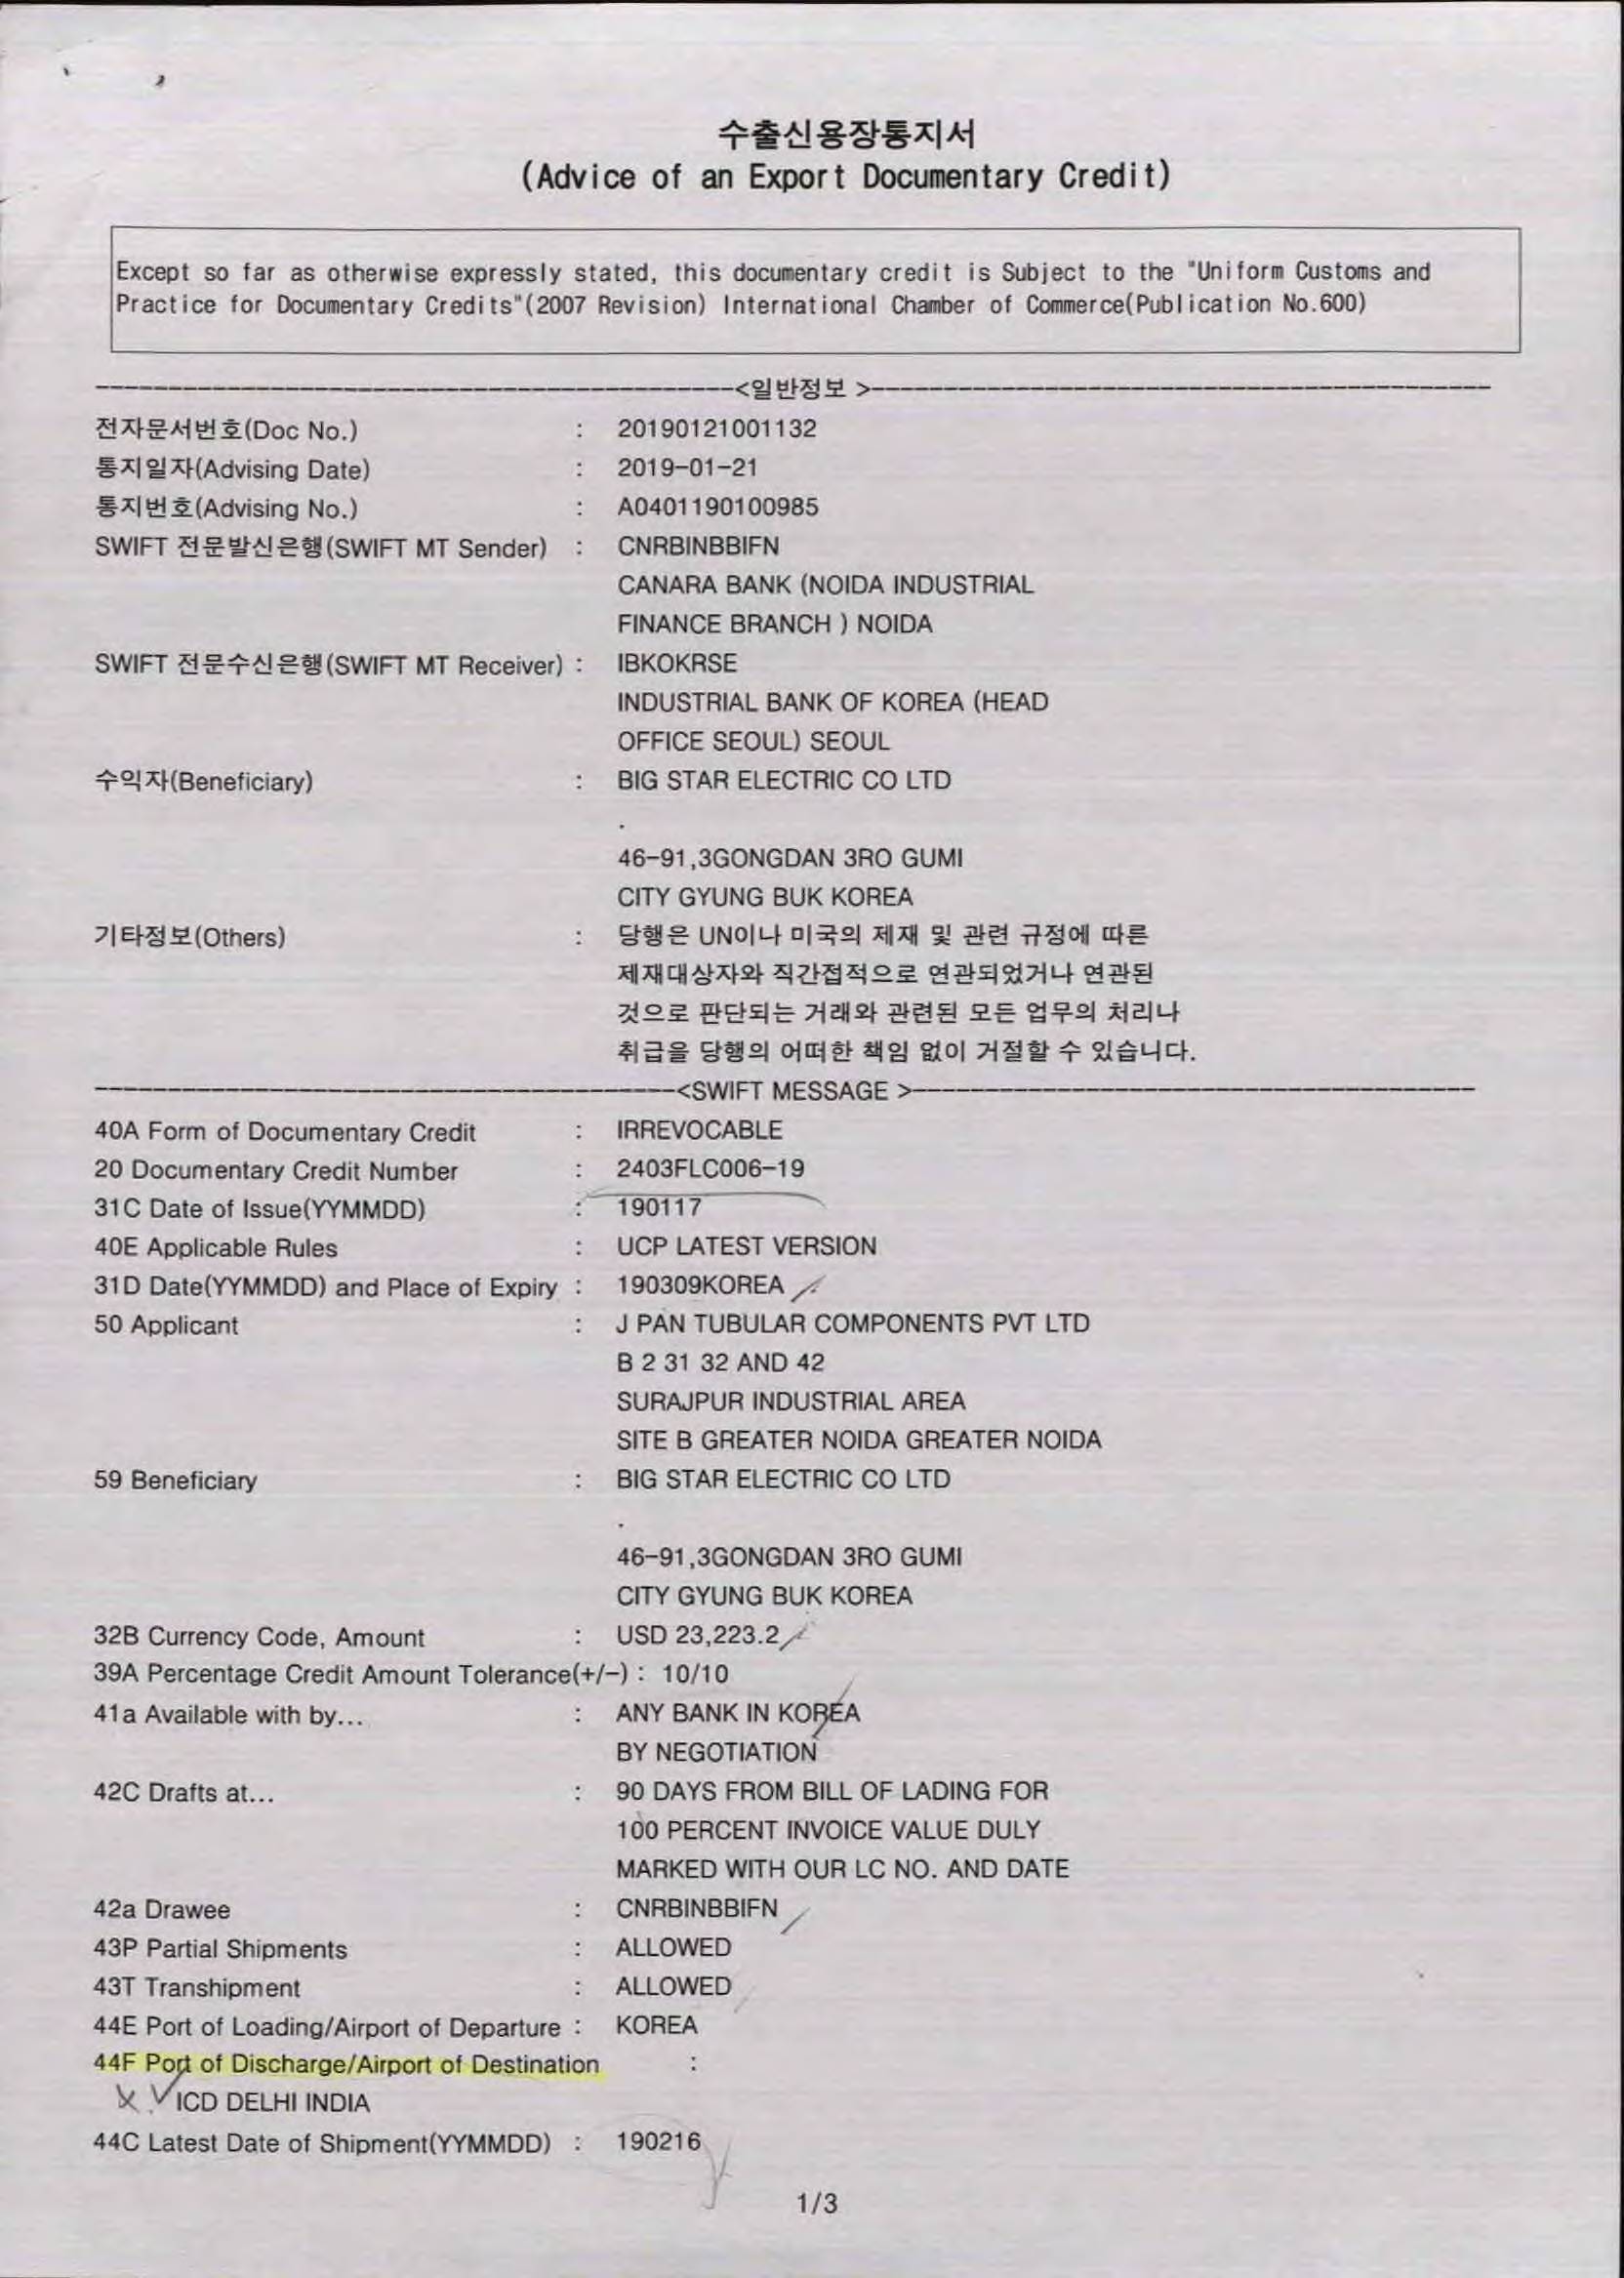 수출신용장통지서
(Advice of an Export Documentary Credit)
Except so far as otherwise expressly stated, this documentary credit is Subject to the "Uniform Customs and
Practice for Documentary Credits"(2007 Revision) International Chamber of Commerce(Publication No.600)
<일반정보 >
전자문서번호(Doc No.) : 20190121001132
통지일자(Advising Date) : 2019-01-21
통지번호(Advising No.) : A0401190100985
SWIFT 전문발신은행(SWIFT MT Sender) : CNRBINBBIFN
CANARA BANK (NOIDA INDUSTRIAL
FINANCE BRANCH ) NOIDA
SWIFT 전문수신은행(SWIFT MT Receiver) : IBKOKRSE
INDUSTRIAL BANK OF KOREA (HEAD
OFFICE SEOUL) SEOUL
수익자(Beneficiary) : BIG STAR ELECTRIC CO LTD
.
46-91,3GONGDAN 3RO GUMI
CITY GYUNG BUK KOREA
기타정보(Others) : 당행은 UN이나 미국의 제재 및 관련 규정에 따른
제재대상자와 직간접적으로 연관되었거나 연관된
것으로 판단되는 거래와 관련된 모든 업무의 처리나
취급을 당행의 어떠한 책임 없이 거절할 수 있습니다.
<SWIFT MESSAGE >
40A Form of Documentary Credit : IRREVOCABLE
20 Documentary Credit Number : 2403FLC006-19
31C Date of Issue(YYMMDD) : 190117
40E Applicable Rules : UCP LATEST VERSION
31D Date(YYMMDD) and Place of Expiry : 190309KOREA
50 Applicant : J PAN TUBULAR COMPONENTS PVT LTD
B 2 31 32 AND 42
SURAJPUR INDUSTRIAL AREA
SITE B GREATER NOIDA GREATER NOIDA
59 Beneficiary : BIG STAR ELECTRIC CO LTD
.
46-91,3GONGDAN 3RO GUMI
CITY GYUNG BUK KOREA
32B Currency Code, Amount : USD 23,223.2
39A Percentage Credit Amount Tolerance(+/-) : 10/10
41a Available with by... : ANY BANK IN KOREA
BY NEGOTIATION
42C Drafts at... : 90 DAYS FROM BILL OF LADING FOR
100 PERCENT INVOICE VALUE DULY
MARKED WITH OUR LC NO. AND DATE
42a Drawee : CNRBINBBIFN
43P Partial Shipments : ALLOWED
43T Transhipment : ALLOWED
44E Port of Loading/Airport of Departure : KOREA
44F Port of Discharge/Airport of Destination :
ICD DELHI INDIA
44C Latest Date of Shipment(YYMMDD) : 190216
1/3